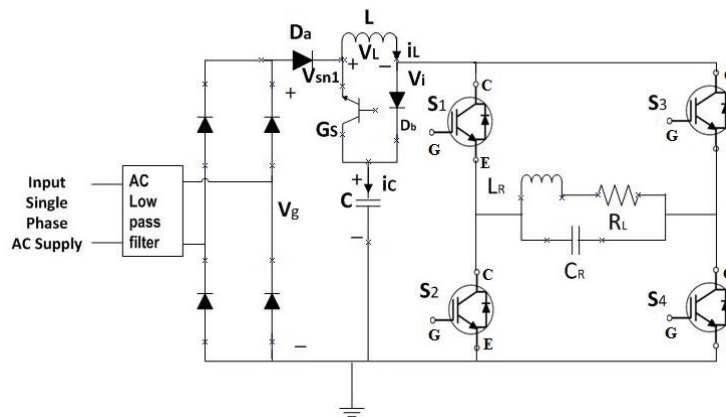 Da
L
VL
iL
Vsn1
+
−
Vi
+
Gs
Db
C
S1
G
E
C
S3
G
Input
Single
Phase
AC Supply
AC
Low
pass
filter
Vg
+
iC
C
−
LR
RL
CR
C
S2
G
E
S4
G
−